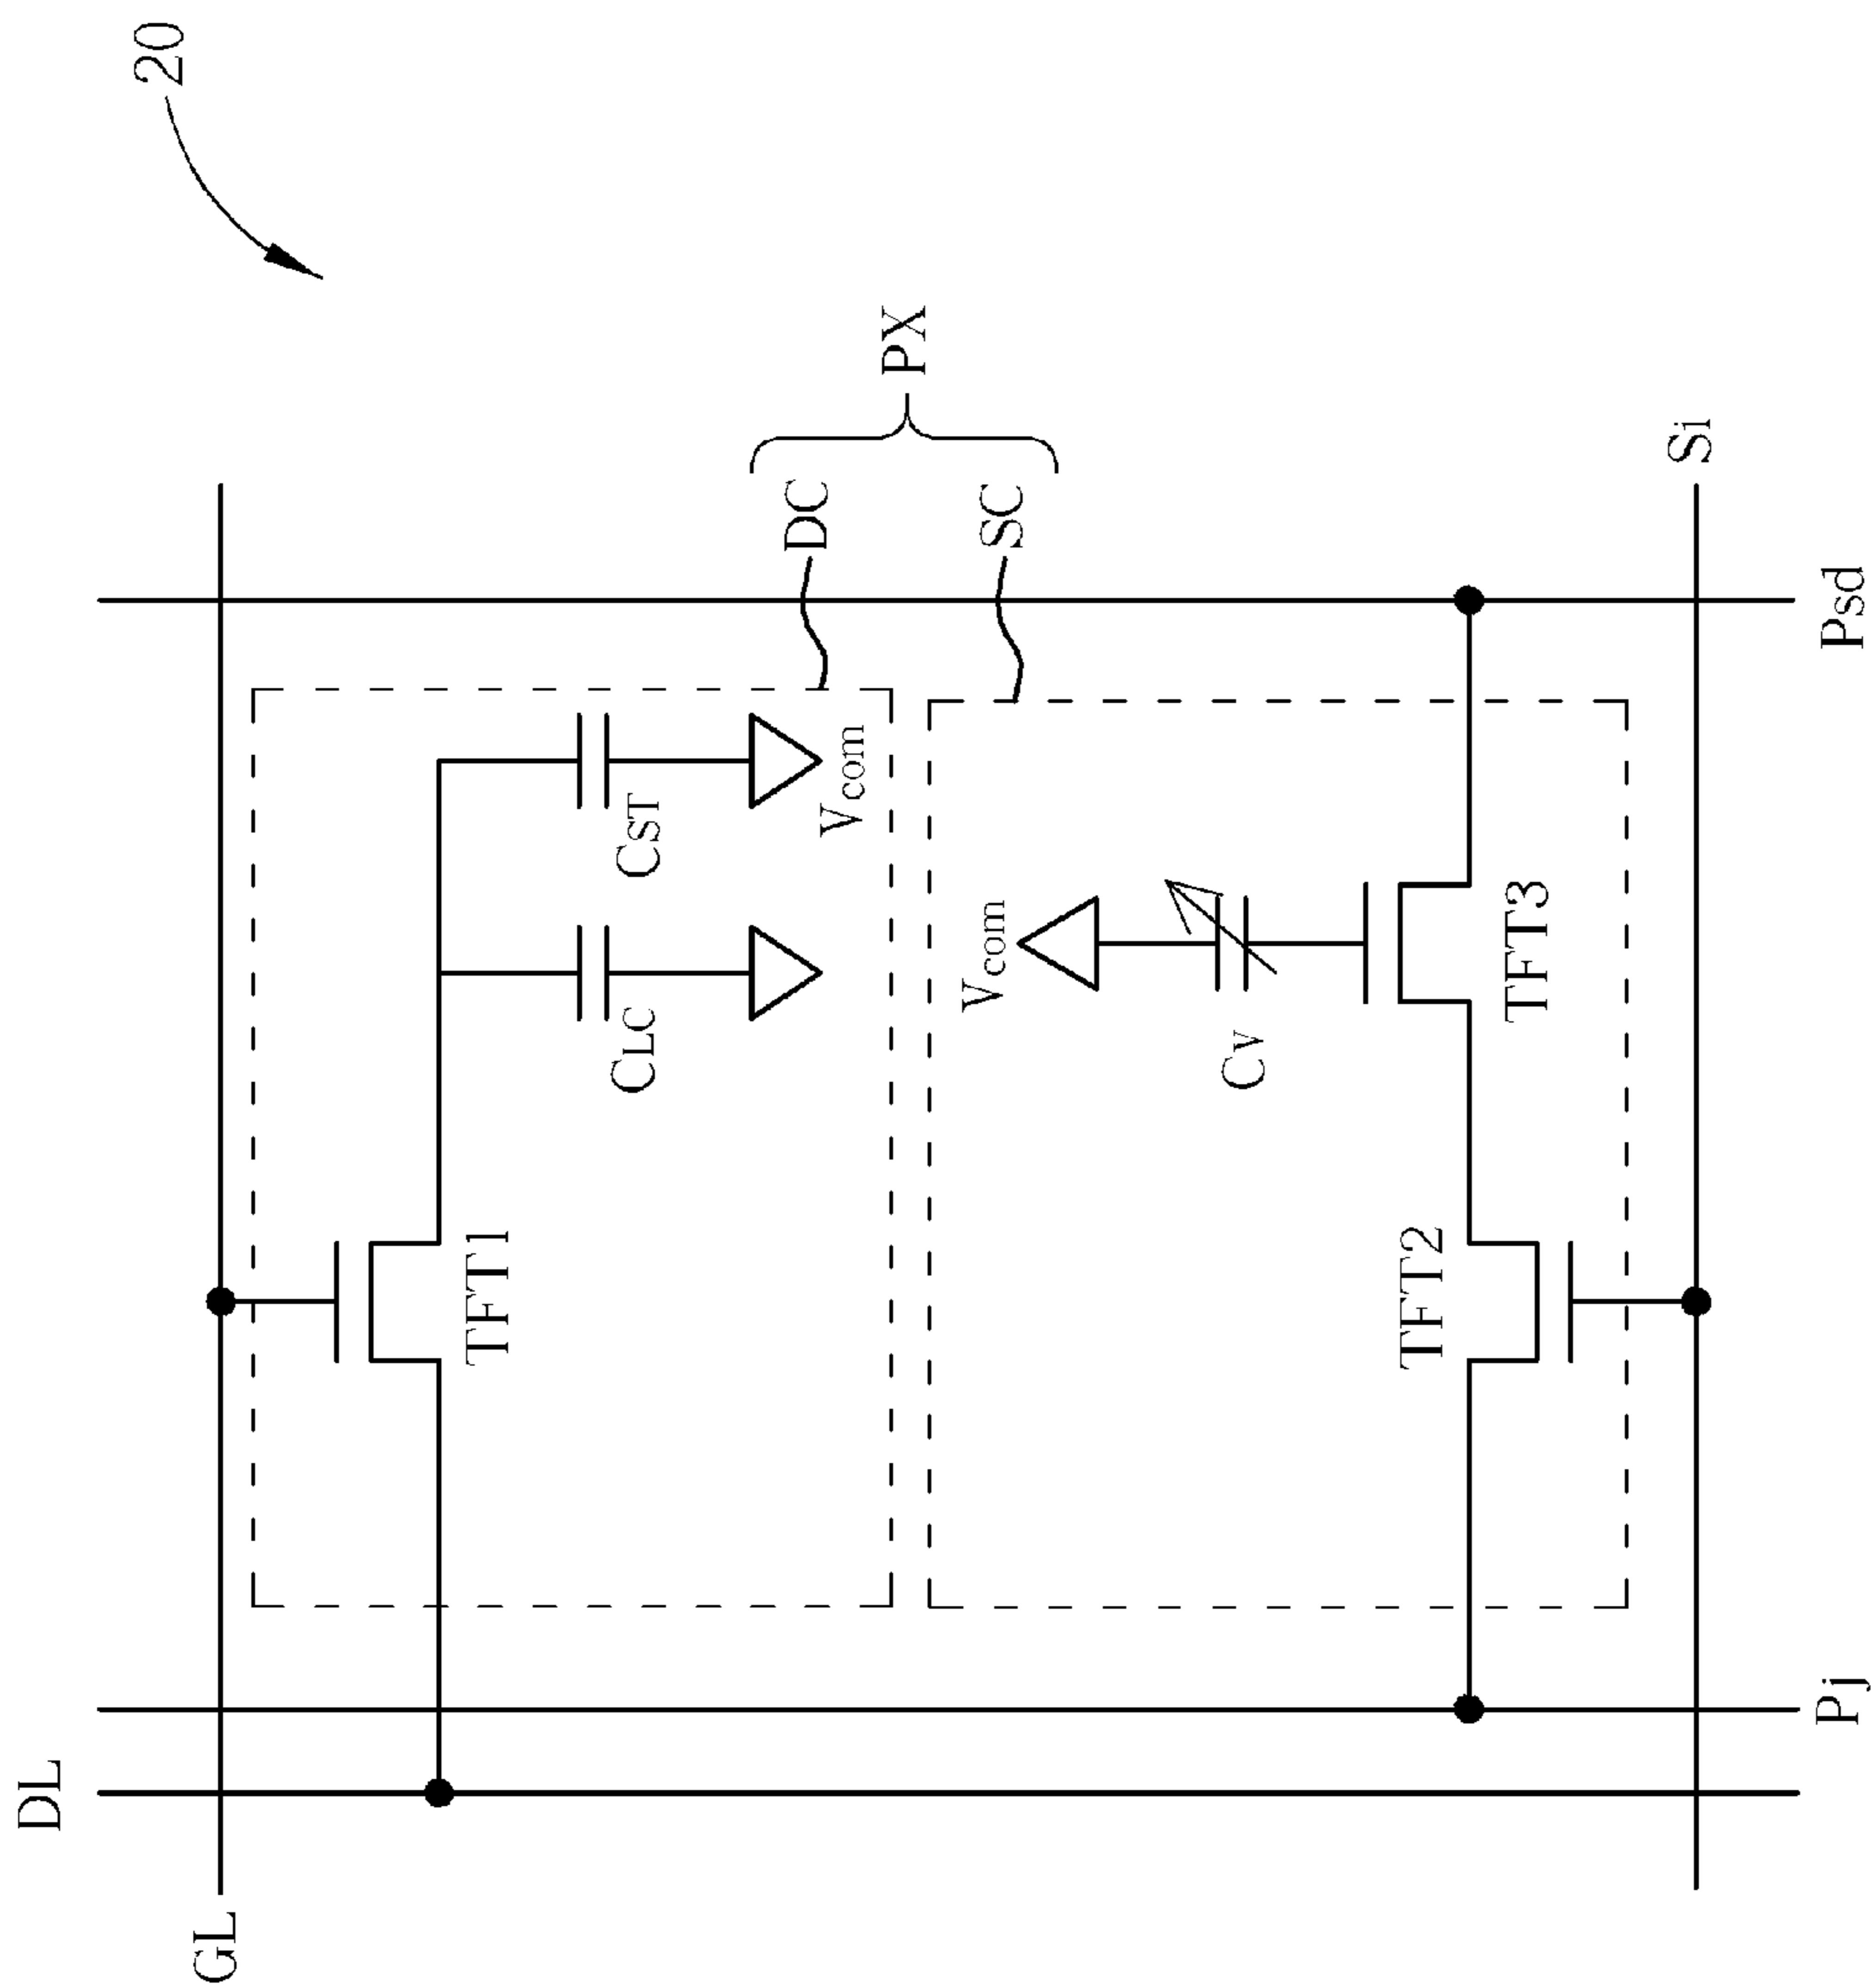 20
DL
Pj
Psd
GL
TFT1
CLC
CST
Vcom
DC
PX
SC
Vcom
CV
TFT2
TFT3
Si